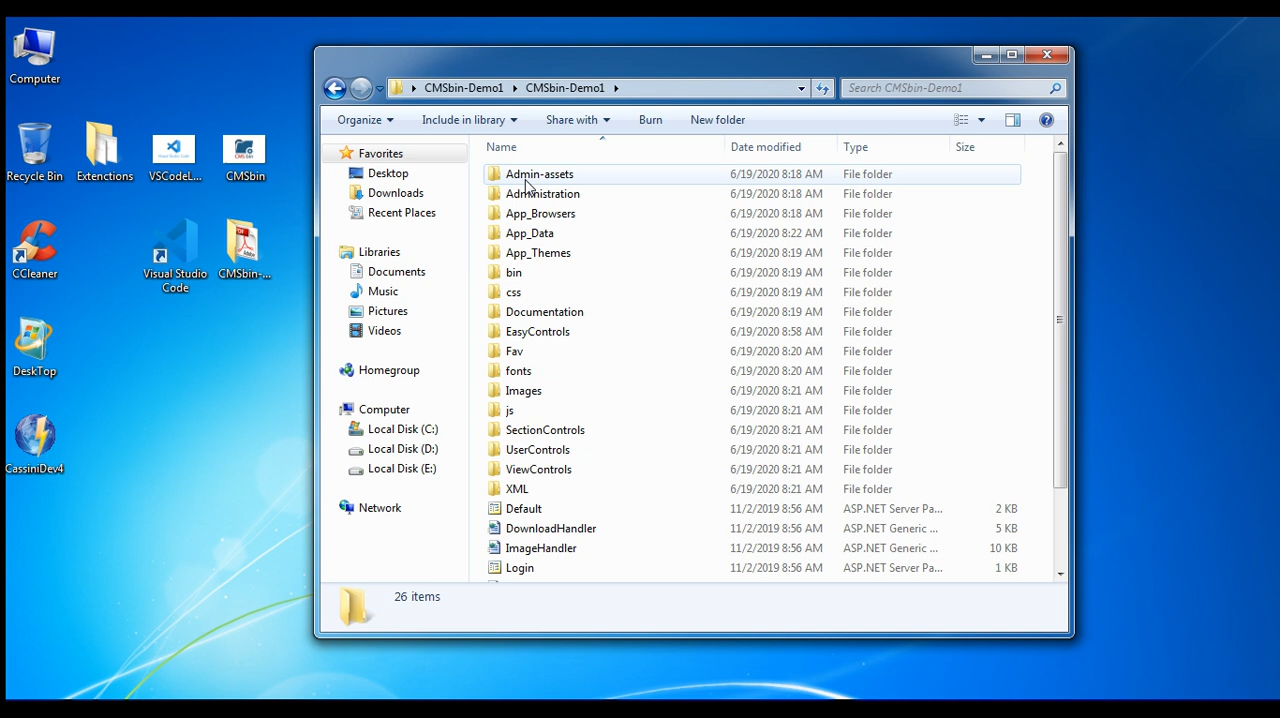 Computer
Recycle Bin
Extenctions
VSCodeL...
CMSbin
CCleaner
Visual Studio
Code
CMSbin-...
DeskTop
CassiniDev4
CMSbin-Demo1 CMSbin-Demo1
Search CMSbin-Demo1
Organize Include in library Share with Burn New folder
Favorites
Desktop
Downloads
Recent Places
Libraries
Documents
Music
Pictures
Videos
Homegroup
Computer
Local Disk (C:)
Local Disk (D:)
Local Disk (E:)
Network
Name Date modified Type Size
Admin-assets 6/19/2020 8:18 AM File folder
Administration 6/19/2020 8:18 AM File folder
App_Browsers 6/19/2020 8:18 AM File folder
App_Data 6/19/2020 8:22 AM File folder
App_Themes 6/19/2020 8:19 AM File folder
bin 6/19/2020 8:19 AM File folder
css 6/19/2020 8:19 AM File folder
Documentation 6/19/2020 8:19 AM File folder
EasyControls 6/19/2020 8:58 AM File folder
Fav 6/19/2020 8:20 AM File folder
fonts 6/19/2020 8:20 AM File folder
Images 6/19/2020 8:21 AM File folder
js 6/19/2020 8:21 AM File folder
SectionControls 6/19/2020 8:21 AM File folder
UserControls 6/19/2020 8:21 AM File folder
ViewControls 6/19/2020 8:21 AM File folder
XML 6/19/2020 8:21 AM File folder
Default 11/2/2019 8:56 AM ASP.NET Server Pa... 2 KB
DownloadHandler 11/2/2019 8:56 AM ASP.NET Generic ... 5 KB
ImageHandler 11/2/2019 8:56 AM ASP.NET Generic ... 10 KB
Login 11/2/2019 8:56 AM ASP.NET Server Pa... 1 KB
26 items